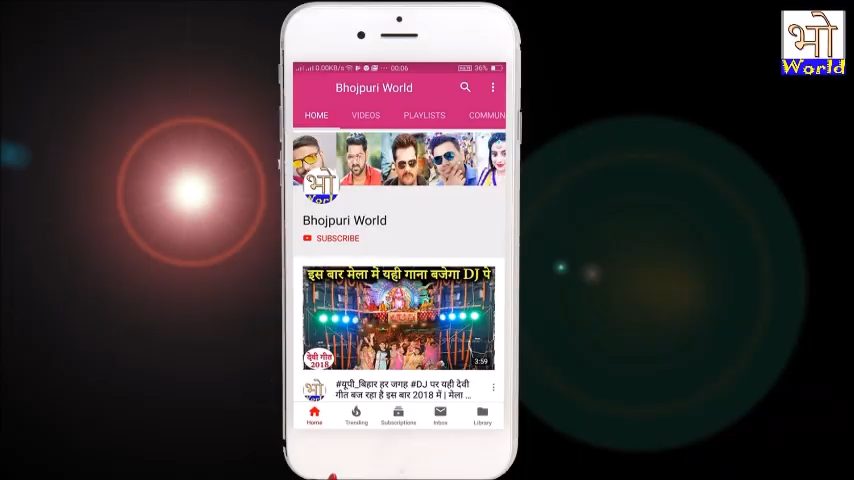 भो
World
0.00KB/s
00:06
36%
Bhojpuri World
HOME VIDEOS PLAYLISTS COMMUN
भो
Bhojpuri World
SUBSCRIBE
इस बार मेला में यही गाना बजेगा DJ पे
देवी गीत
2018
3:59
भो
#यूपी_बिहार हर जगह #DJ पर यही देवी
गीत बज रहा है इस बार 2018 में | मेला ...
Home Trending Subscriptions Inbox Library